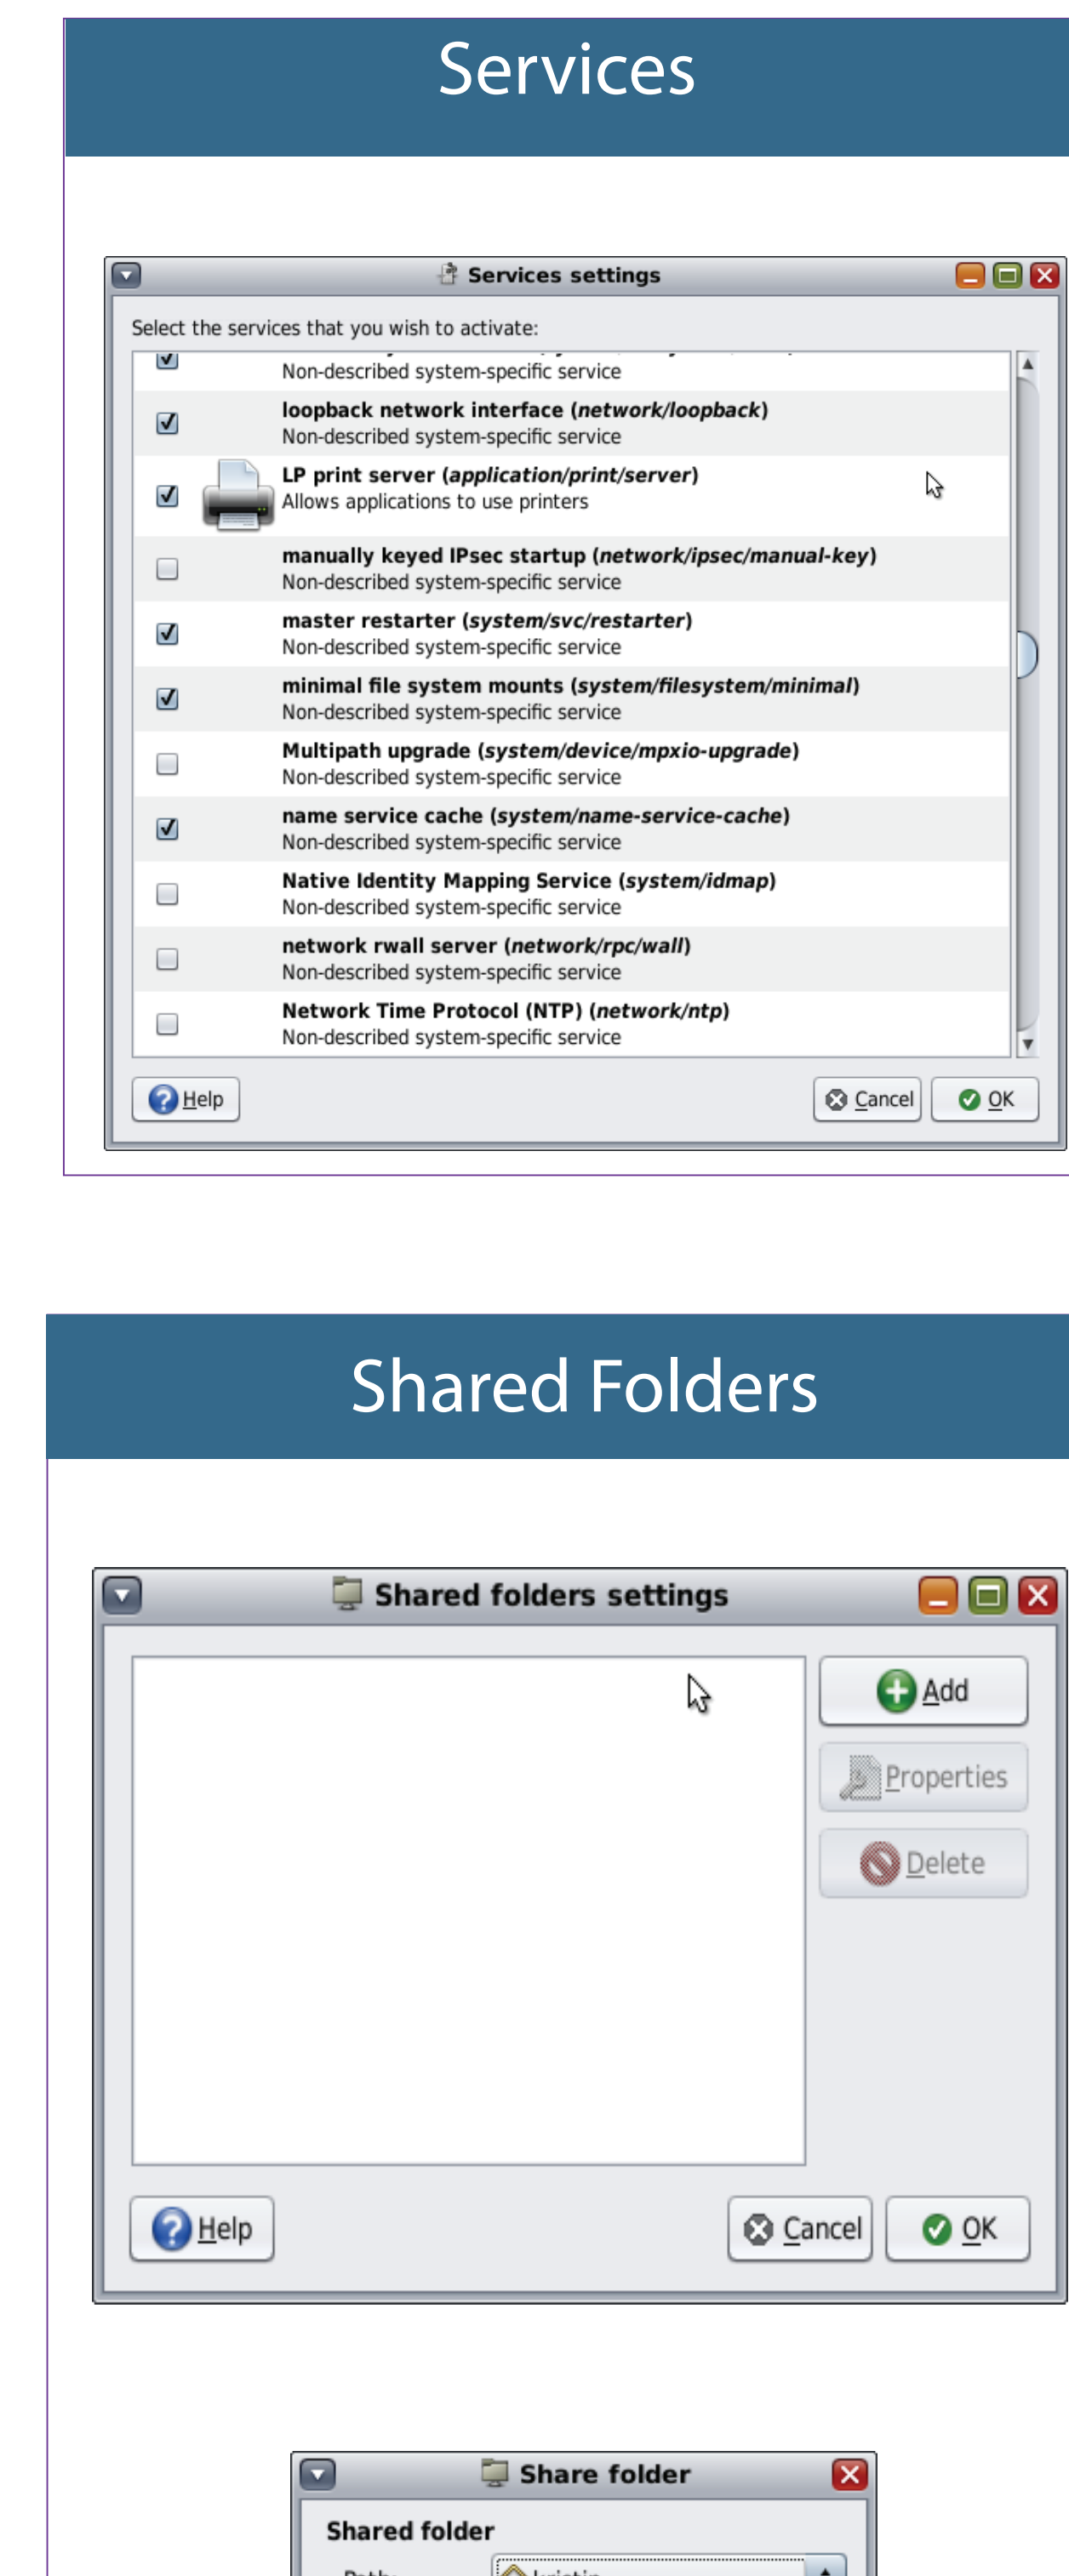 Services
Services settings
Select the services that you wish to activate:
Non-described system-specific service
loopback network interface (network/loopback)
Non-described system-specific service
LP print server (application/print/server)
Allows applications to use printers
manually keyed IPsec startup (network/ipsec/manual-key)
Non-described system-specific service
master restarter (system/svc/restarter)
Non-described system-specific service
minimal file system mounts (system/filesystem/minimal)
Non-described system-specific service
Multipath upgrade (system/device/mpxio-upgrade)
Non-described system-specific service
name service cache (system/name-service-cache)
Non-described system-specific service
Native Identity Mapping Service (system/idmap)
Non-described system-specific service
network rwall server (network/rpc/wall)
Non-described system-specific service
Network Time Protocol (NTP) (network/ntp)
Non-described system-specific service
Help Cancel OK
Shared Folders
Shared folders settings
Add
Properties
Delete
Help Cancel OK
Share folder
Shared folder